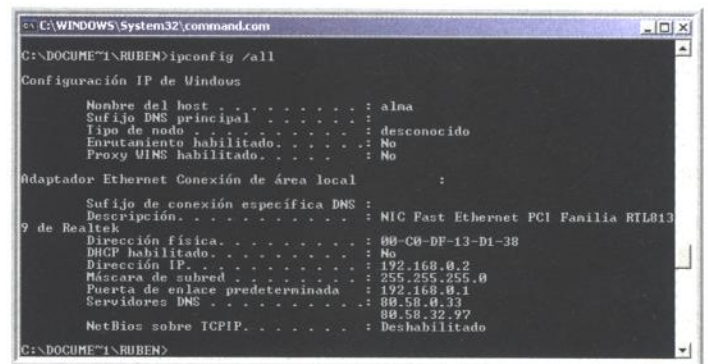 C:\WINDOWS\System32\command.com
C:\DOCUME~1\RUBEN>ipconfig /all
Configuración IP de Windows
Nombre del host . . . . . . . . . : alma
Sufijo DNS principal . . . . . . :
Tipo de nodo . . . . . . . . . . : desconocido
Enrutamiento habilitado. . . . . .: No
Proxy WINS habilitado. . . . . : No
Adaptador Ethernet Conexión de área local :
Sufijo de conexión específica DNS :
Descripción. . . . . . . . . . . : NIC Fast Ethernet PCI Familia RTL813
9 de Realtek
Dirección física. . . . . . . . . : 00-C0-DF-13-D1-38
DHCP habilitado. . . . . . . . . : No
Dirección IP. . . . . . . . . . . : 192.168.0.2
Máscara de subred . . . . . . . . : 255.255.255.0
Puerta de enlace predeterminada : 192.168.0.1
Servidores DNS . . . . . . . . . .: 80.58.0.33
80.58.32.97
NetBios sobre TCPIP. . . . . . . : Deshabilitado
C:\DOCUME~1\RUBEN>